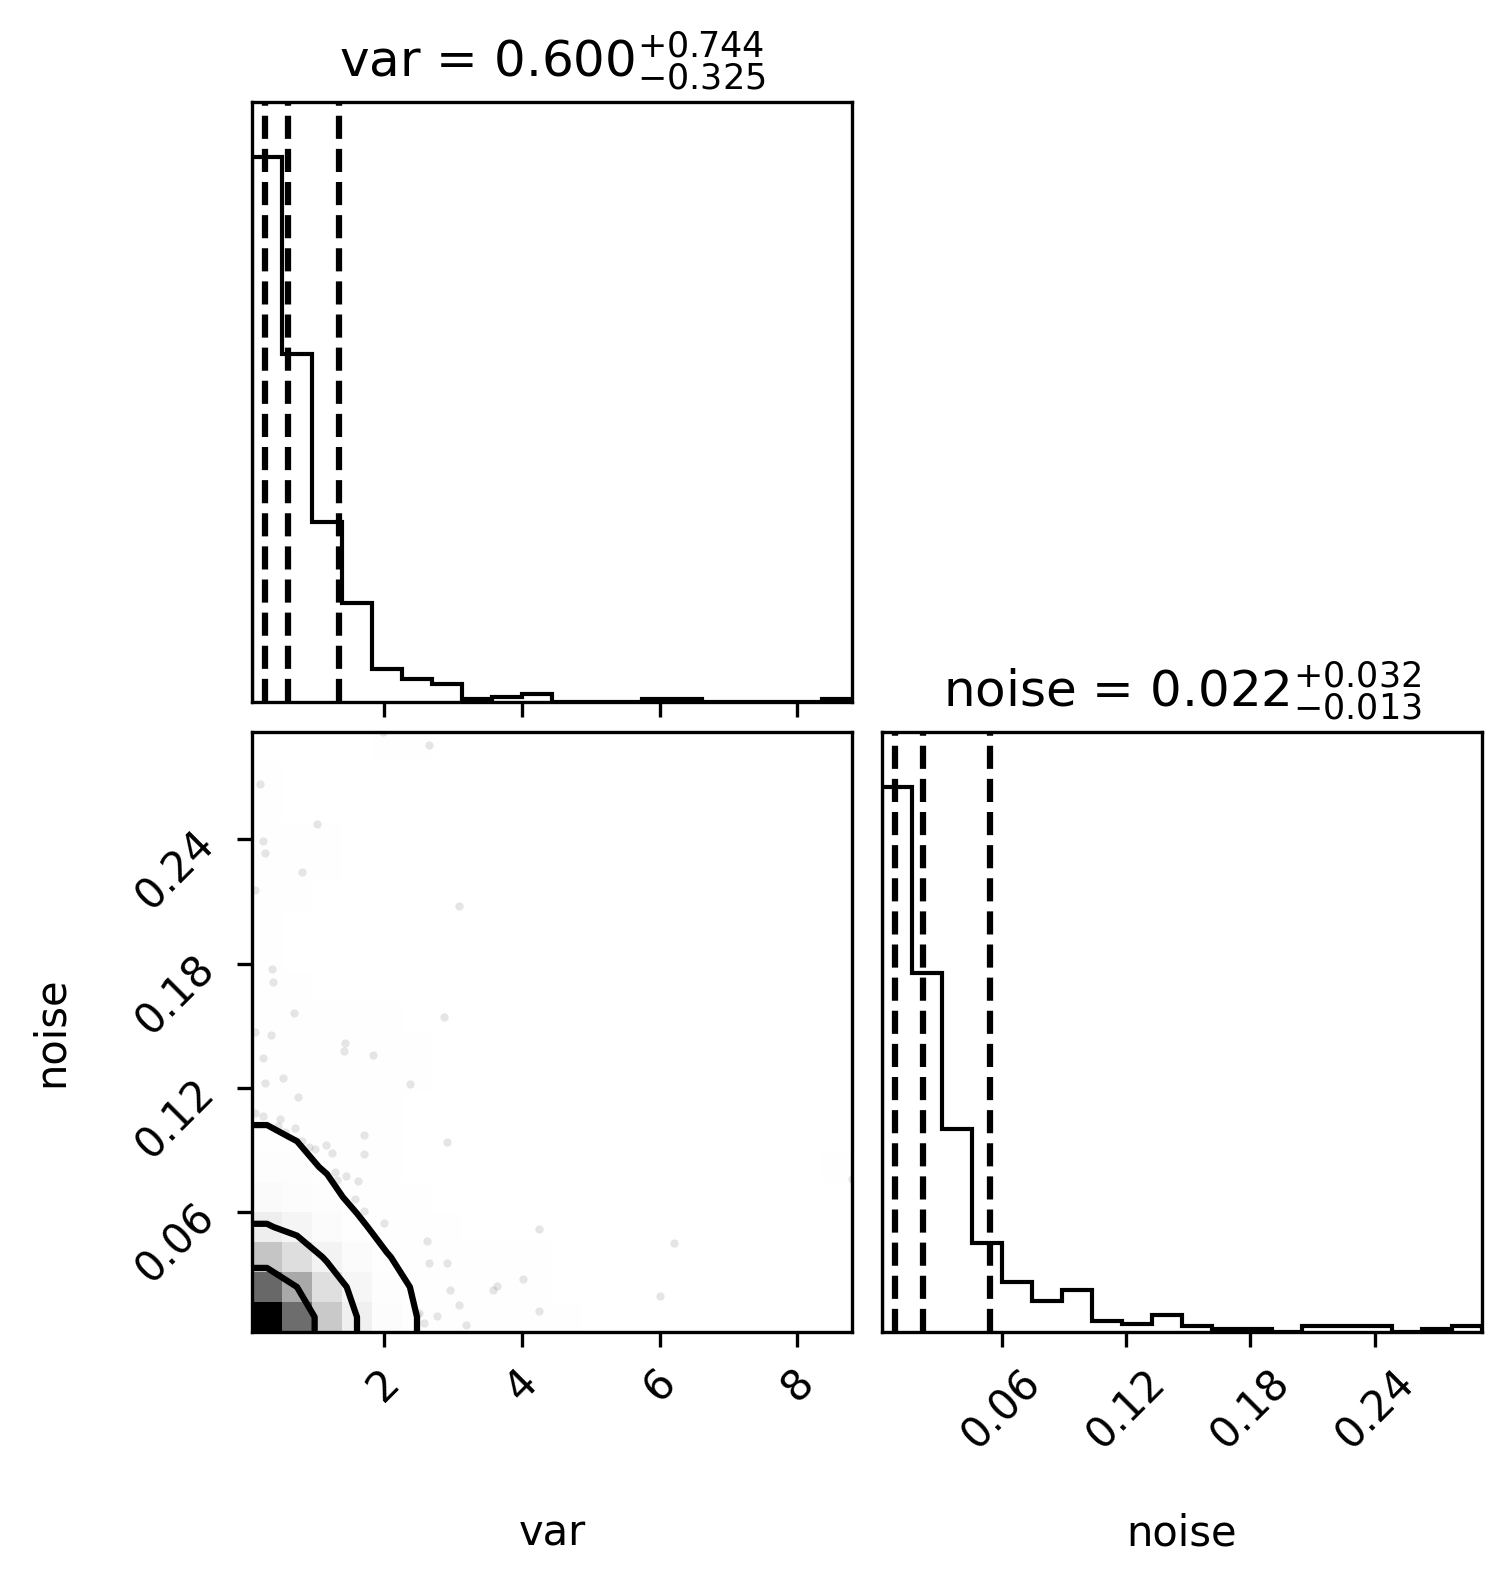 var = 0.600 +0.744 −0.325
noise = 0.022 +0.032 −0.013
noise
0.24
0.18
0.12
0.06
2 4 6 8
0.06 0.12 0.18 0.24
var
noise